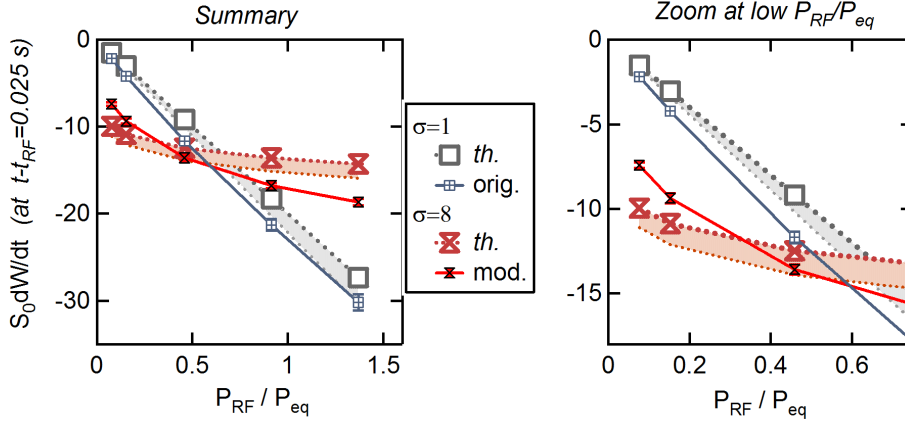 Summary
Zoom at low P_RF/P_eq
S_0dW/dt (at t-t_RF=0.025 s)
0
-10
-20
-30
0
0.5
1
1.5
P_RF / P_eq
σ=1
th.
orig.
σ=8
th.
mod.
0
-5
-10
-15
0
0.2
0.4
0.6
P_RF / P_eq